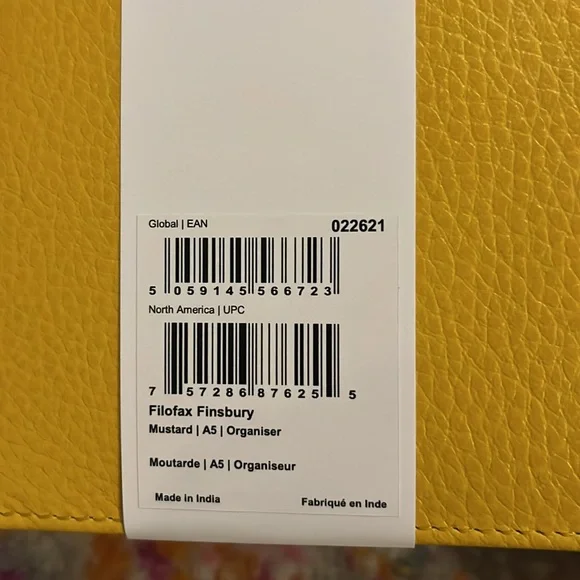 Global | EAN 022621
5 059145 566723
North America | UPC
7 57286 87625 5
Filofax Finsbury
Mustard | A5 | Organiser
Moutarde | A5 | Organiseur
Made in India Fabriqué en Inde